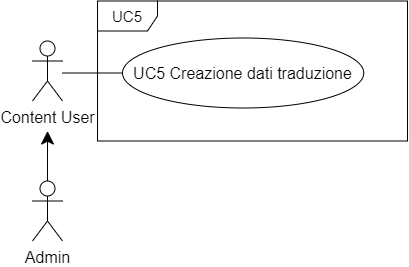 UC5
UC5 Creazione dati traduzione
Content User
Admin